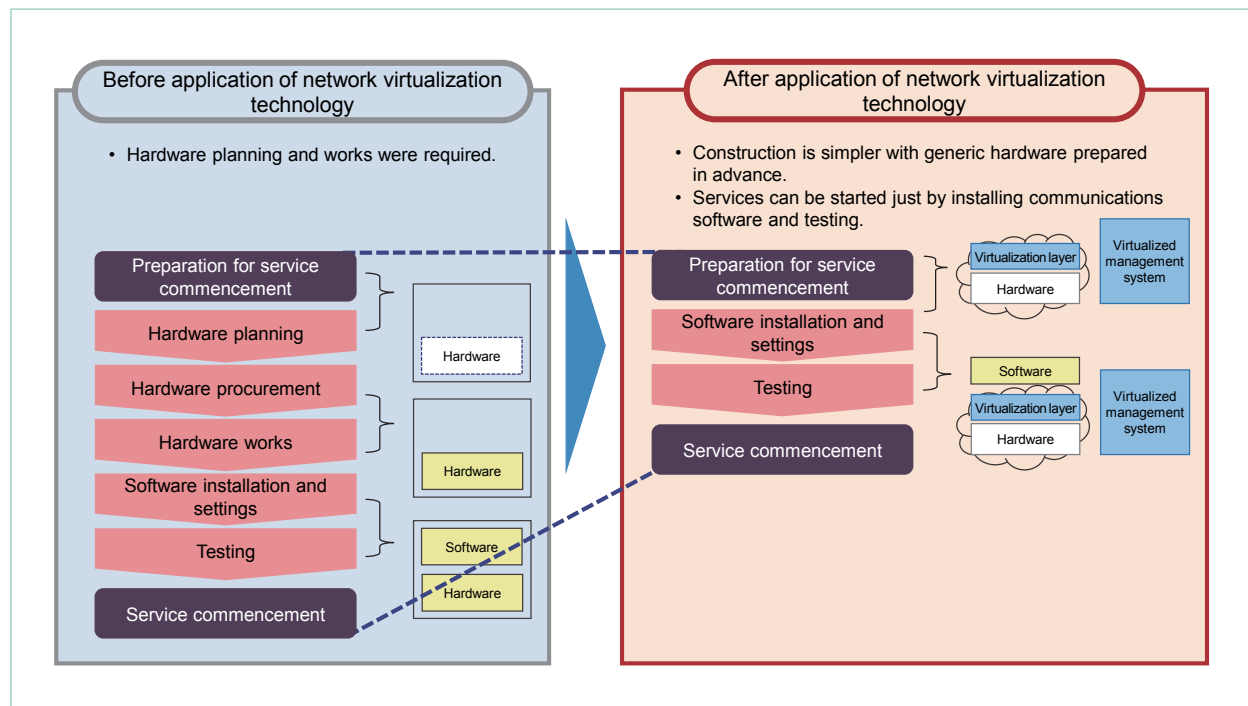 Before application of network virtualization
technology
• Hardware planning and works were required.
Preparation for service
commencement
Hardware planning
Hardware procurement
Hardware works
Software installation and
settings
Testing
Service commencement
Hardware
Hardware
Software
Hardware
After application of network virtualization
technology
• Construction is simpler with generic hardware prepared
in advance.
• Services can be started just by installing communications
software and testing.
Preparation for service
commencement
Software installation and
settings
Testing
Service commencement
Virtualization layer
Hardware
Virtualized
management
system
Software
Virtualization layer
Hardware
Virtualized
management
system